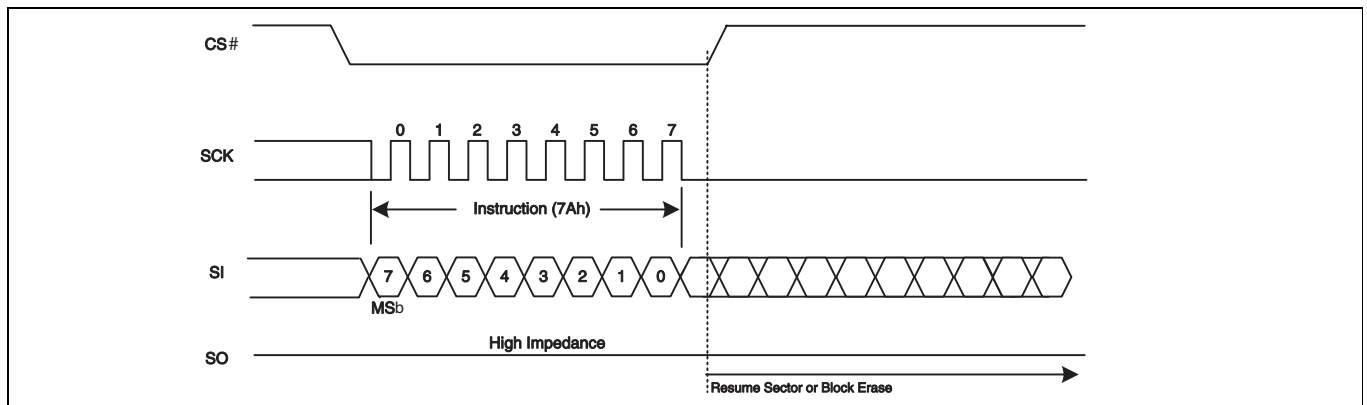 CS#
0 1 2 3 4 5 6 7
SCK
Instruction (7Ah)
SI
7 6 5 4 3 2 1 0
MSb
High Impedance
SO
Resume Sector or Block Erase